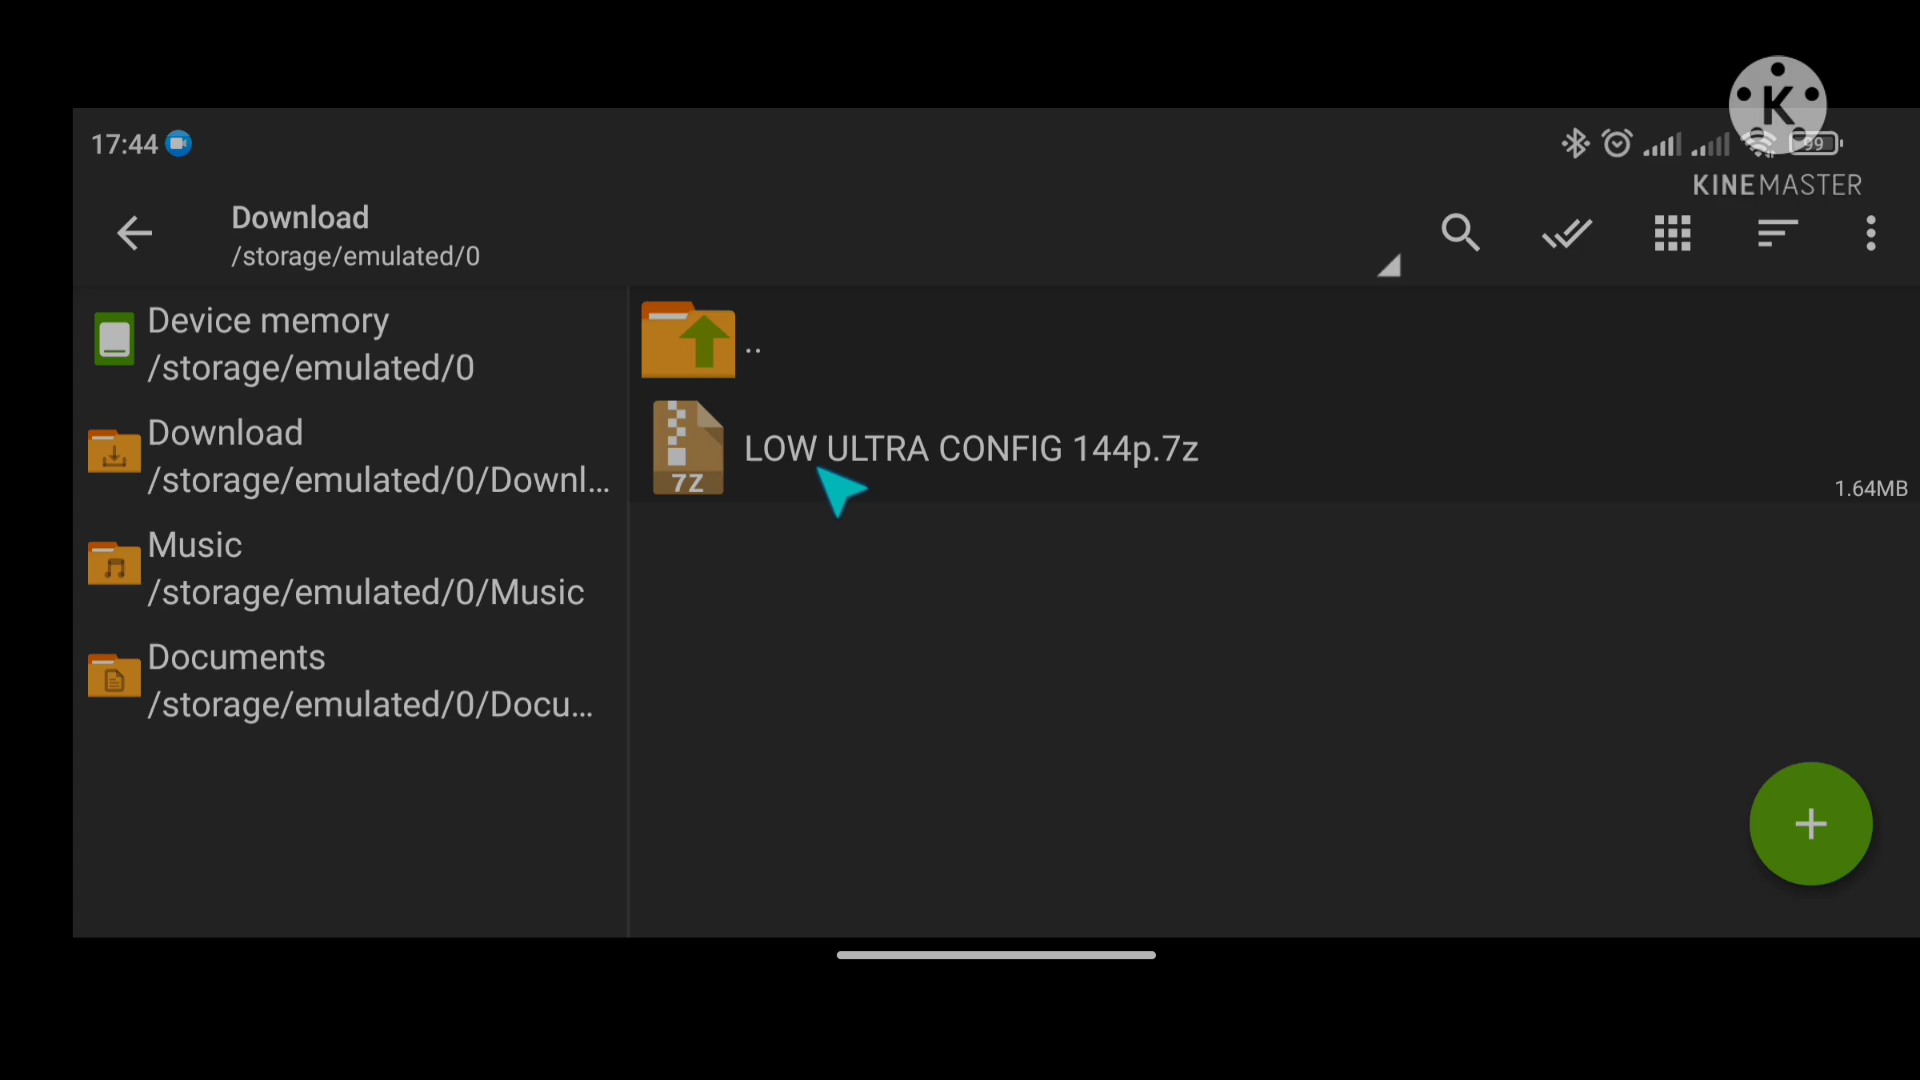 17:44
99
K
KINEMASTER
Download
/storage/emulated/0
Device memory
/storage/emulated/0
Download
/storage/emulated/0/Downl...
Music
/storage/emulated/0/Music
Documents
/storage/emulated/0/Docu...
..
LOW ULTRA CONFIG 144p.7z
7Z
1.64MB